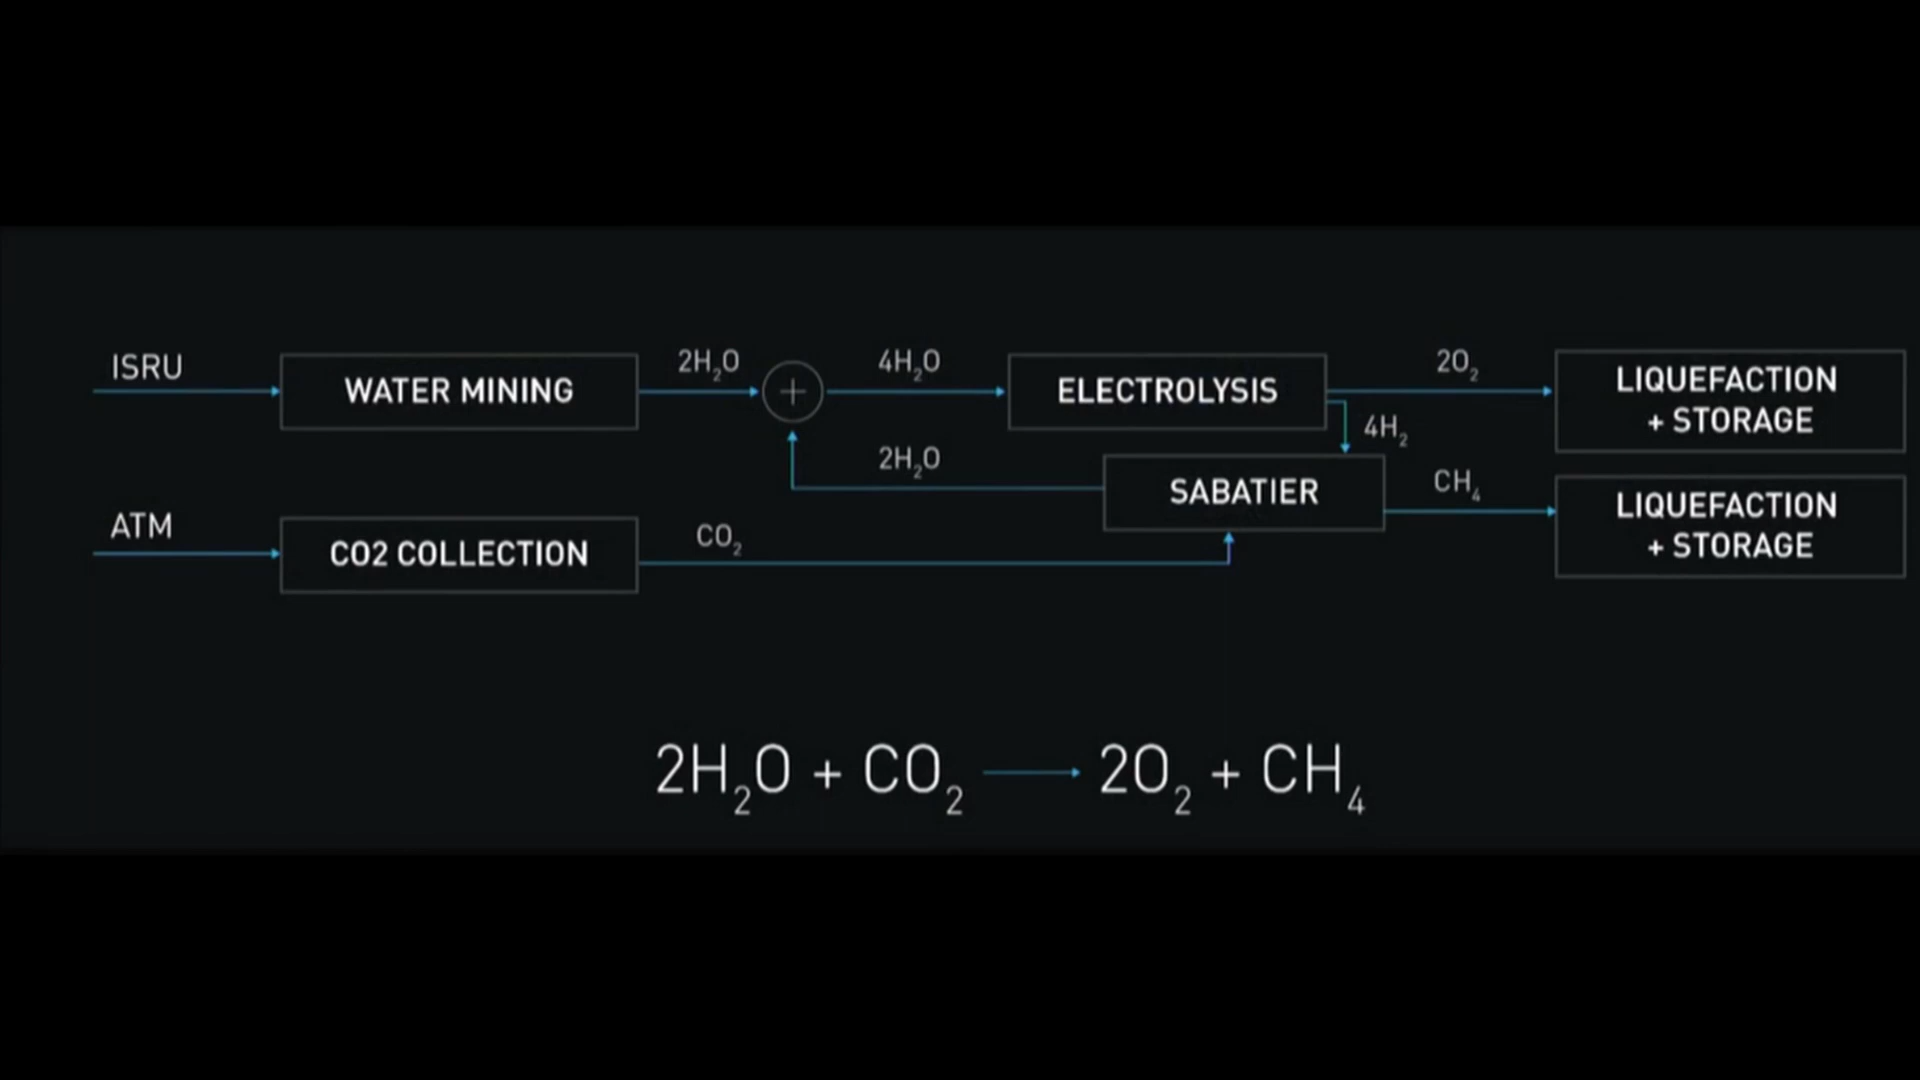 ISRU
WATER MINING
2H₂O
+
4H₂O
ELECTROLYSIS
2O₂
LIQUEFACTION
+ STORAGE
4H₂
2H₂O
SABATIER
CH₄
LIQUEFACTION
+ STORAGE
ATM
CO2 COLLECTION
CO₂
2H₂O + CO₂ → 2O₂ + CH₄